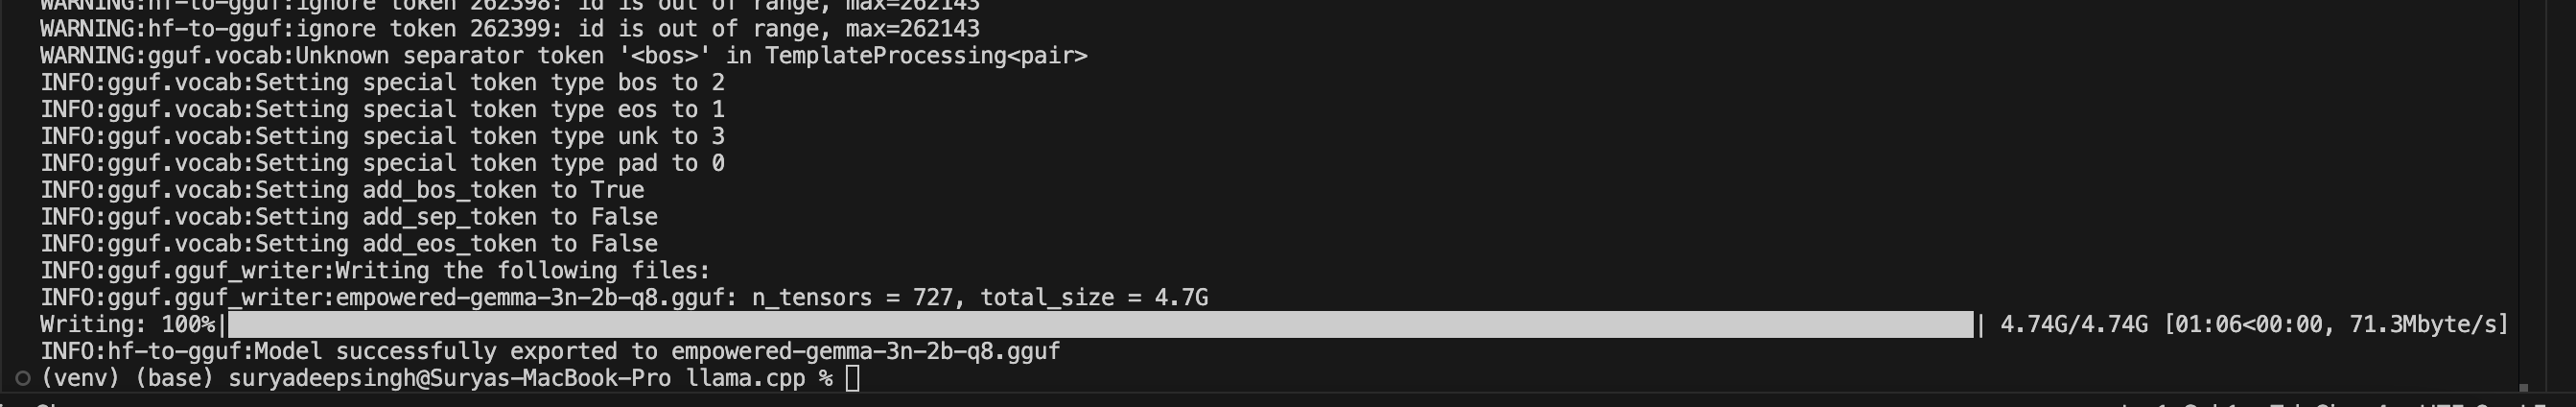 WARNING:hf-to-gguf:ignore token 262398: id is out of range, max=262143
WARNING:hf-to-gguf:ignore token 262399: id is out of range, max=262143
WARNING:gguf.vocab:Unknown separator token '<bos>' in TemplateProcessing<pair>
INFO:gguf.vocab:Setting special token type bos to 2
INFO:gguf.vocab:Setting special token type eos to 1
INFO:gguf.vocab:Setting special token type unk to 3
INFO:gguf.vocab:Setting special token type pad to 0
INFO:gguf.vocab:Setting add_bos_token to True
INFO:gguf.vocab:Setting add_sep_token to False
INFO:gguf.vocab:Setting add_eos_token to False
INFO:gguf.gguf_writer:Writing the following files:
INFO:gguf.gguf_writer:empowered-gemma-3n-2b-q8.gguf: n_tensors = 727, total_size = 4.7G
Writing: 100%| | 4.74G/4.74G [01:06<00:00, 71.3Mbyte/s]
INFO:hf-to-gguf:Model successfully exported to empowered-gemma-3n-2b-q8.gguf
(venv) (base) suryadeepsingh@Suryas-MacBook-Pro llama.cpp %